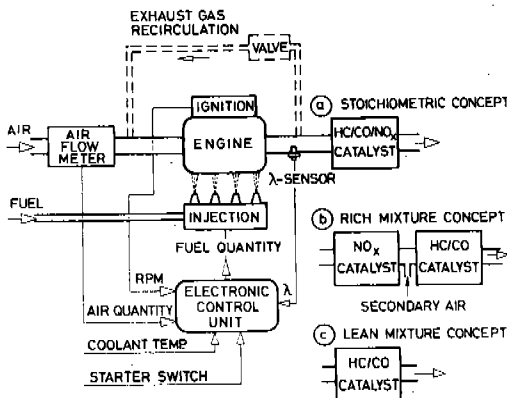 EXHAUST GAS
RECIRCULATION
VALVE
IGNITION
a STOICHIOMETRIC CONCEPT
AIR
AIR
FLOW
METER
ENGINE
HC/CO/NOx
CATALYST
λ-SENSOR
FUEL
INJECTION
FUEL QUANTITY
b RICH MIXTURE CONCEPT
NOx
CATALYST
HC/CO
CATALYST
SECONDARY AIR
RPM
λ
AIR QUANTITY
ELECTRONIC
CONTROL
UNIT
COOLANT TEMP
STARTER SWITCH
c LEAN MIXTURE CONCEPT
HC/CO
CATALYST